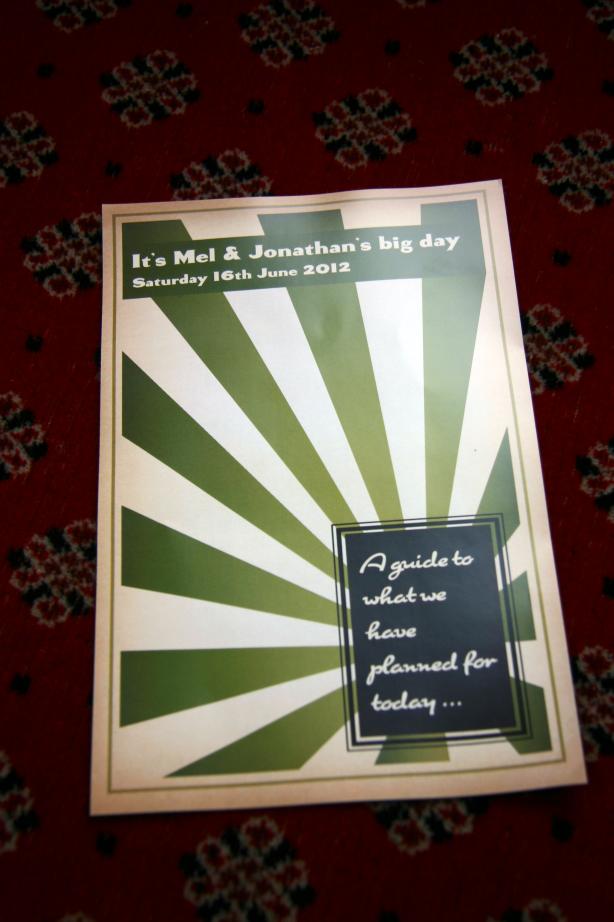 It's Mel & Jonathan's big day
Saturday 16th June 2012
A guide to
what we
have
planned for
today ...